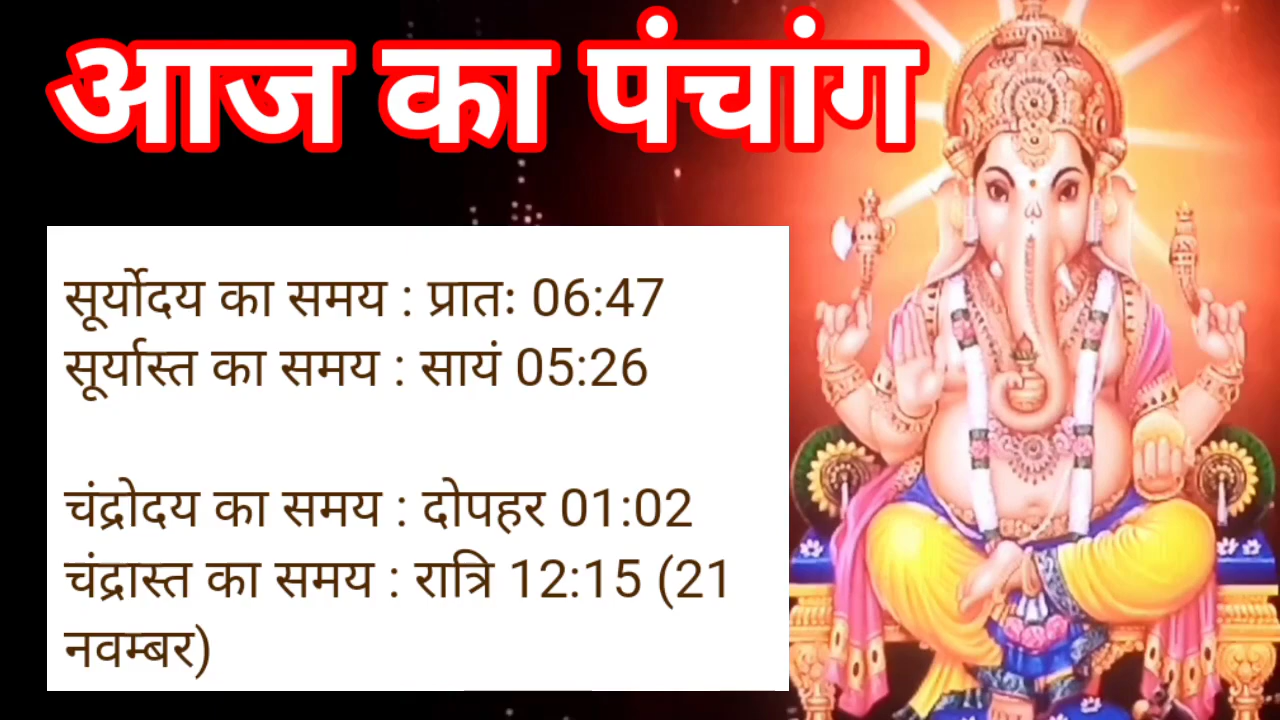 आज का पंचांग
सूर्योदय का समय : प्रातः 06:47
सूर्यास्त का समय : सायं 05:26
चंद्रोदय का समय : दोपहर 01:02
चंद्रास्त का समय : रात्रि 12:15 (21
नवम्बर)